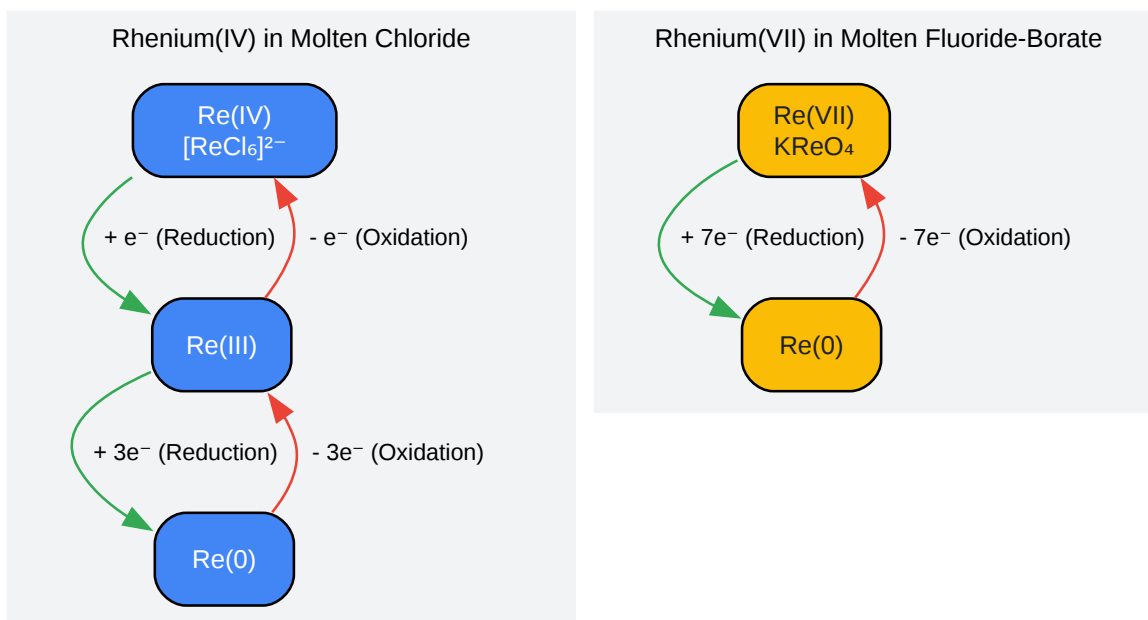 Rhenium(IV) in Molten Chloride
Re(IV)
[ReCl₆]²⁻
+ e⁻ (Reduction)
- e⁻ (Oxidation)
Re(III)
+ 3e⁻ (Reduction)
- 3e⁻ (Oxidation)
Re(0)
Rhenium(VII) in Molten Fluoride-Borate
Re(VII)
KReO₄
+ 7e⁻ (Reduction)
- 7e⁻ (Oxidation)
Re(0)